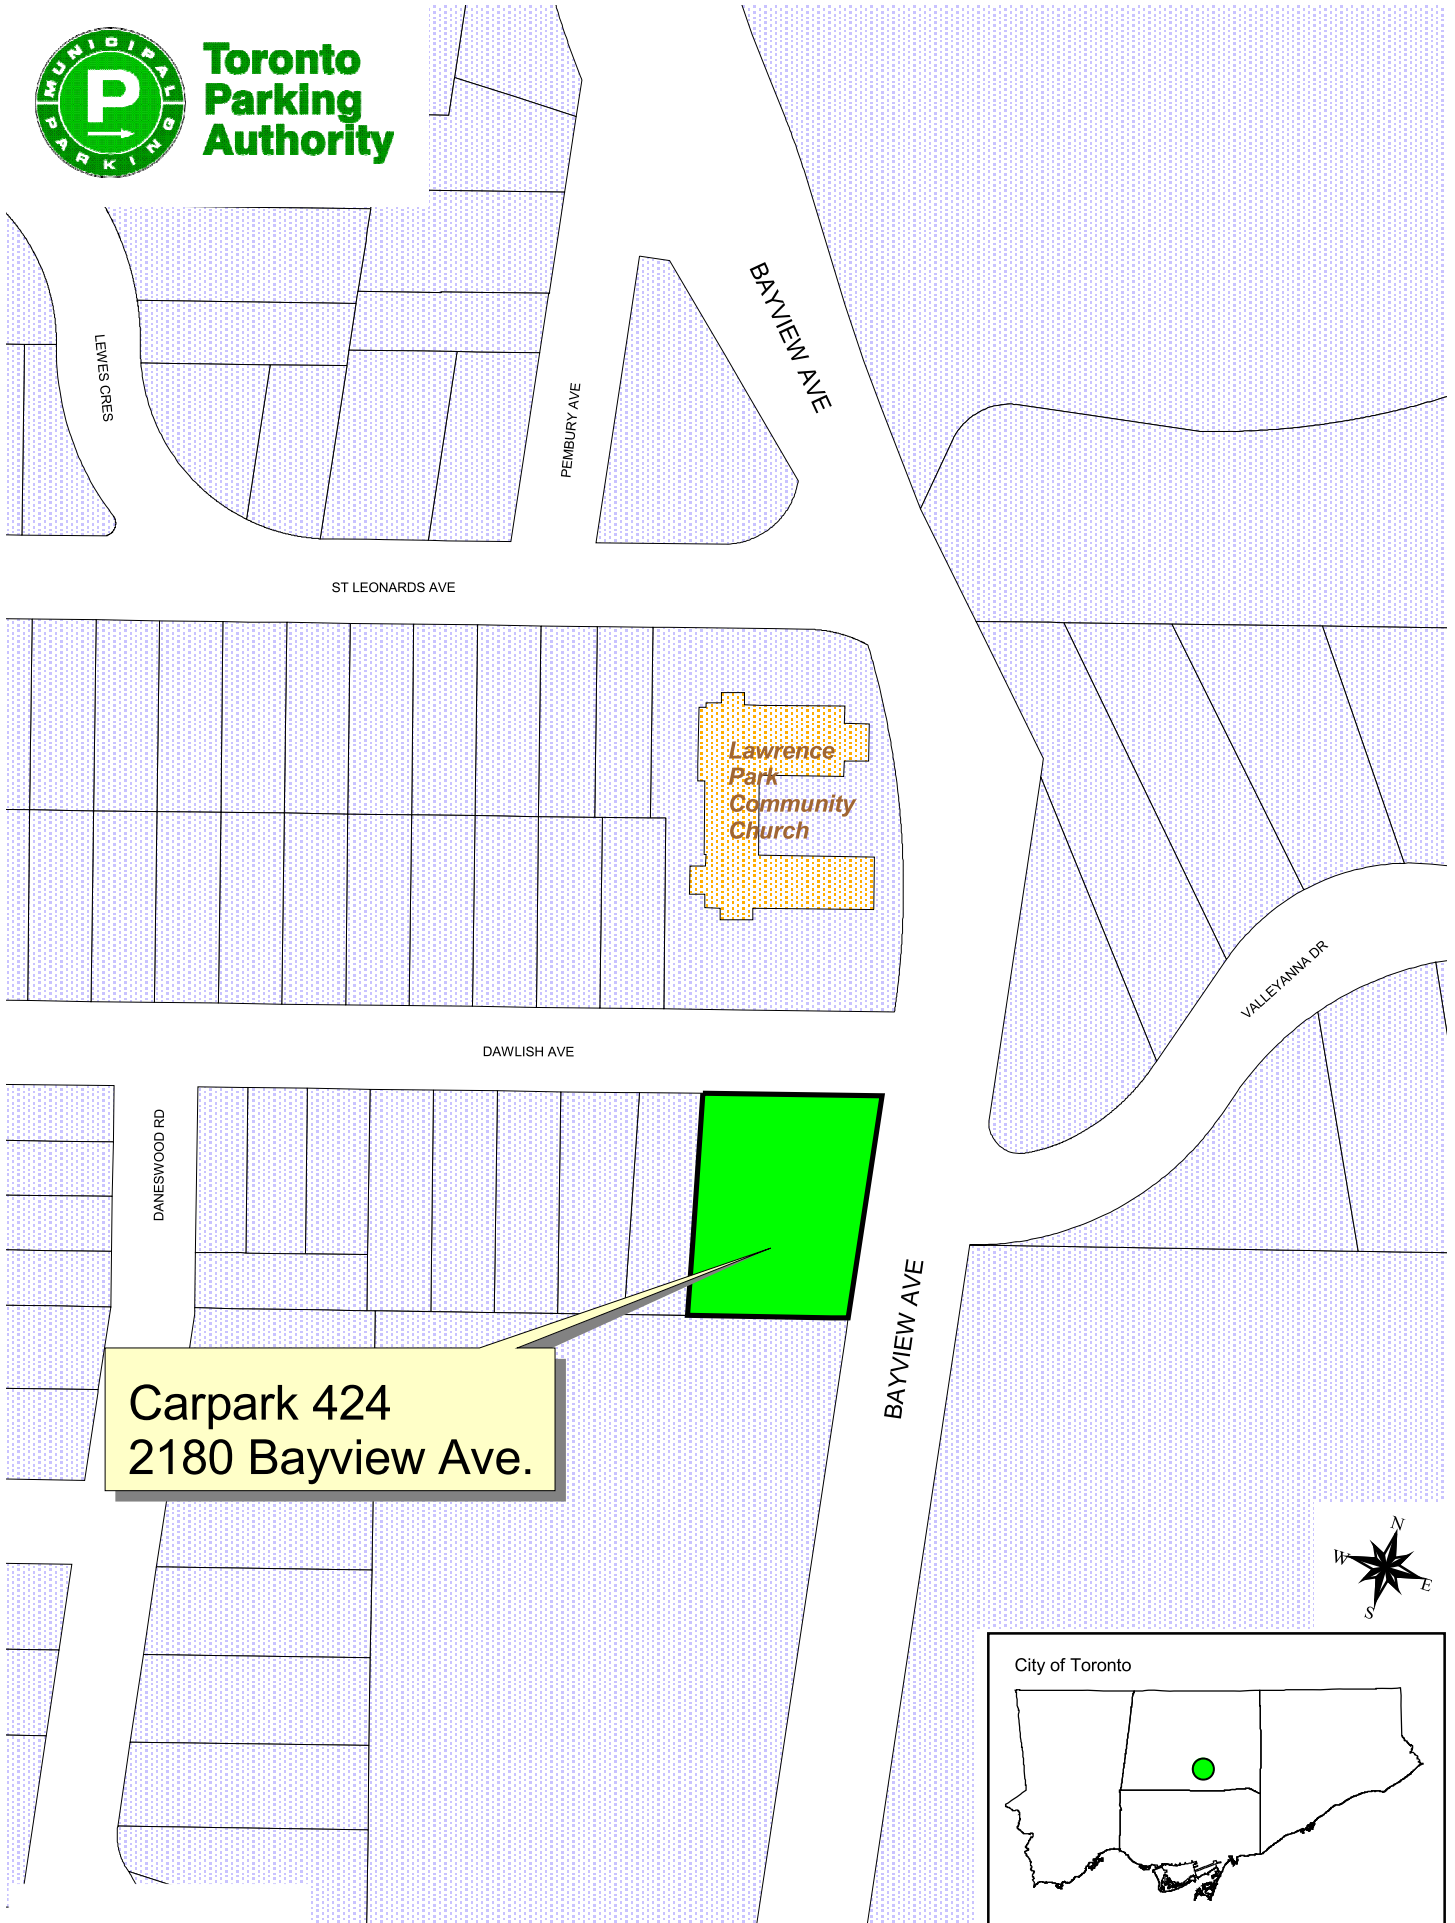 MUNICIPAL
PARKING
P
Toronto
Parking
Authority
BAYVIEW AVE
LEWES CRES
PEMBURY AVE
ST LEONARDS AVE
Lawrence
Park
Community
Church
VALLEYANNA DR
DAWLISH AVE
DANESWOOD RD
BAYVIEW AVE
Carpark 424
2180 Bayview Ave.
N
W
E
S
City of Toronto